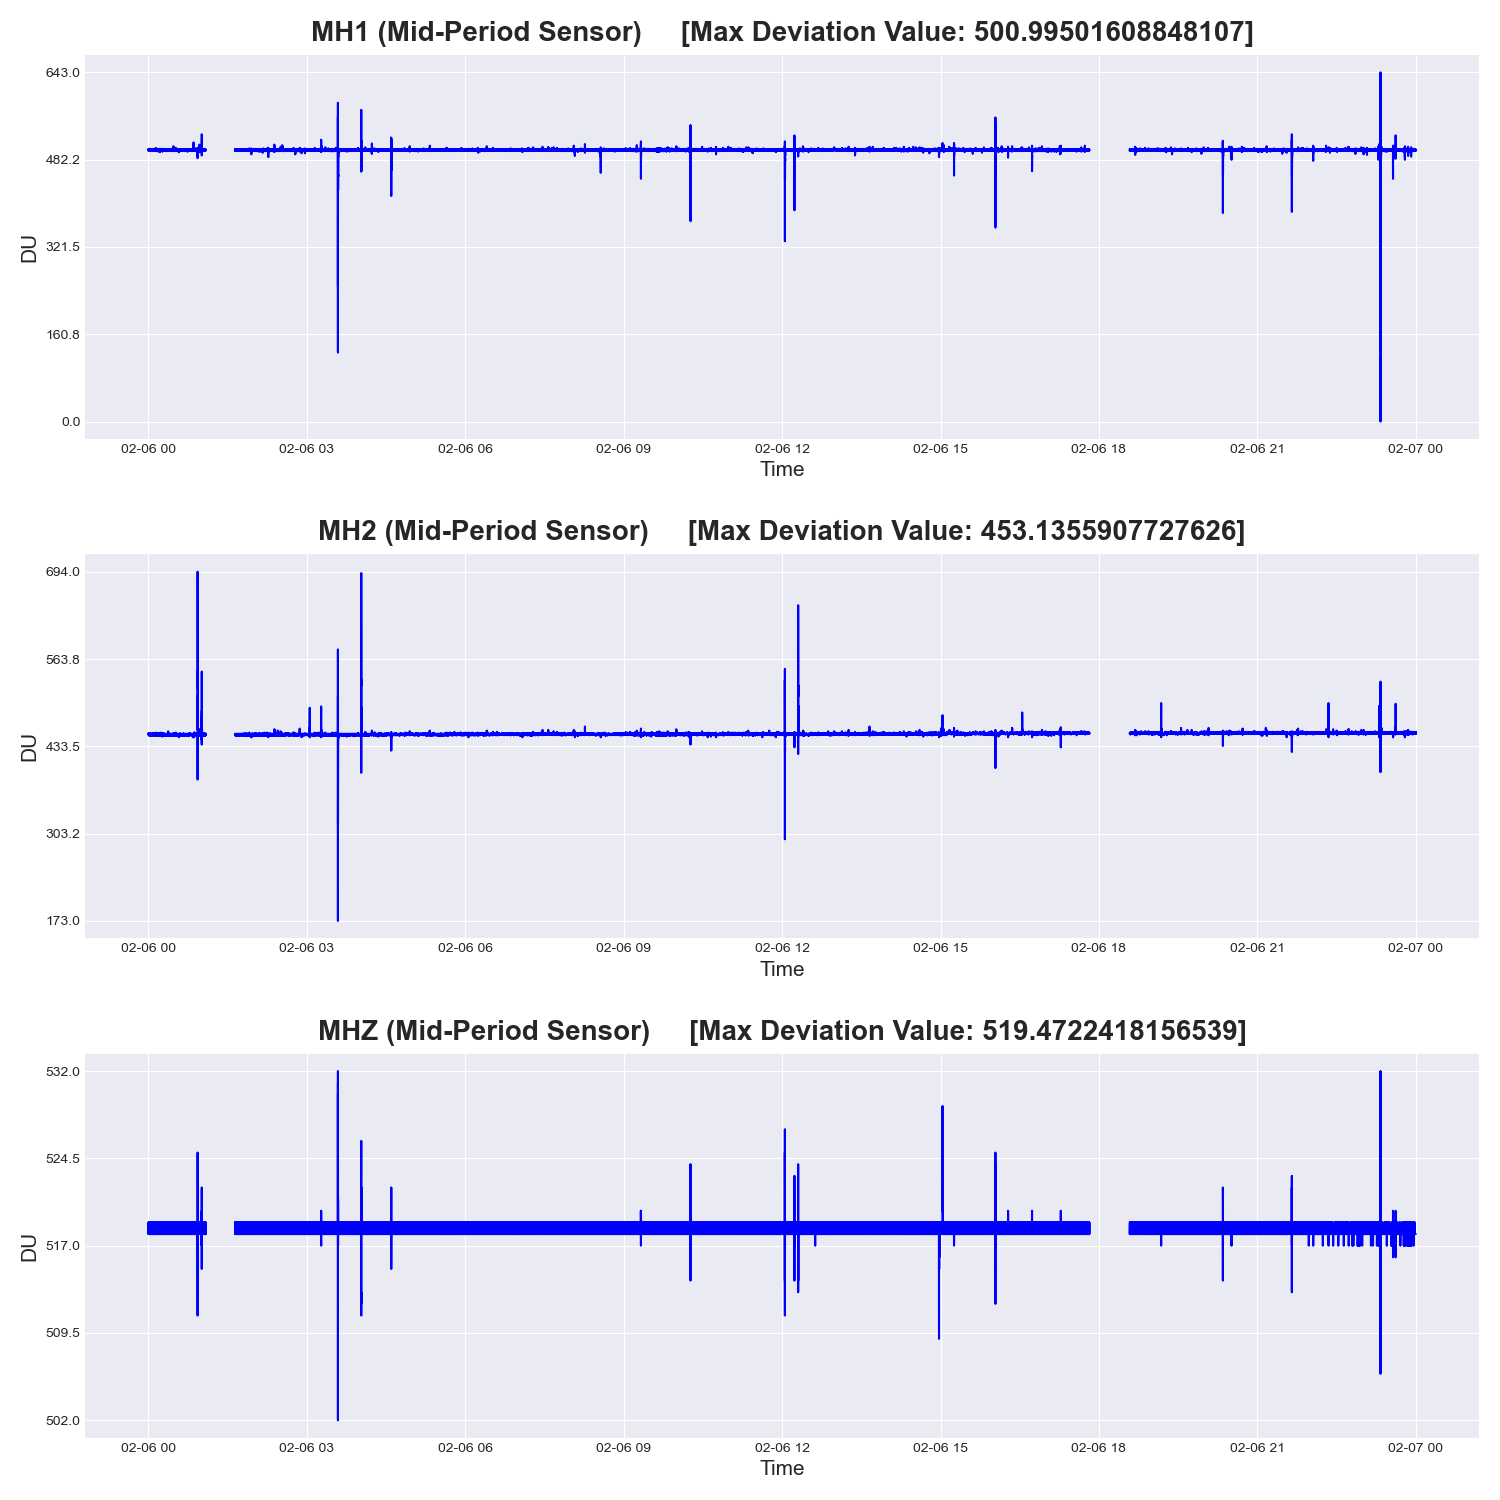 MH1 (Mid-Period Sensor) [Max Deviation Value: 500.99501608848107]
643.0
482.2
321.5
160.8
0.0
DU
02-06 00 02-06 03 02-06 06 02-06 09 02-06 12 02-06 15 02-06 18 02-06 21 02-07 00
Time
MH2 (Mid-Period Sensor) [Max Deviation Value: 453.1355907727626]
694.0
563.8
433.5
303.2
173.0
DU
02-06 00 02-06 03 02-06 06 02-06 09 02-06 12 02-06 15 02-06 18 02-06 21 02-07 00
Time
MHZ (Mid-Period Sensor) [Max Deviation Value: 519.4722418156539]
532.0
524.5
517.0
509.5
502.0
DU
02-06 00 02-06 03 02-06 06 02-06 09 02-06 12 02-06 15 02-06 18 02-06 21 02-07 00
Time